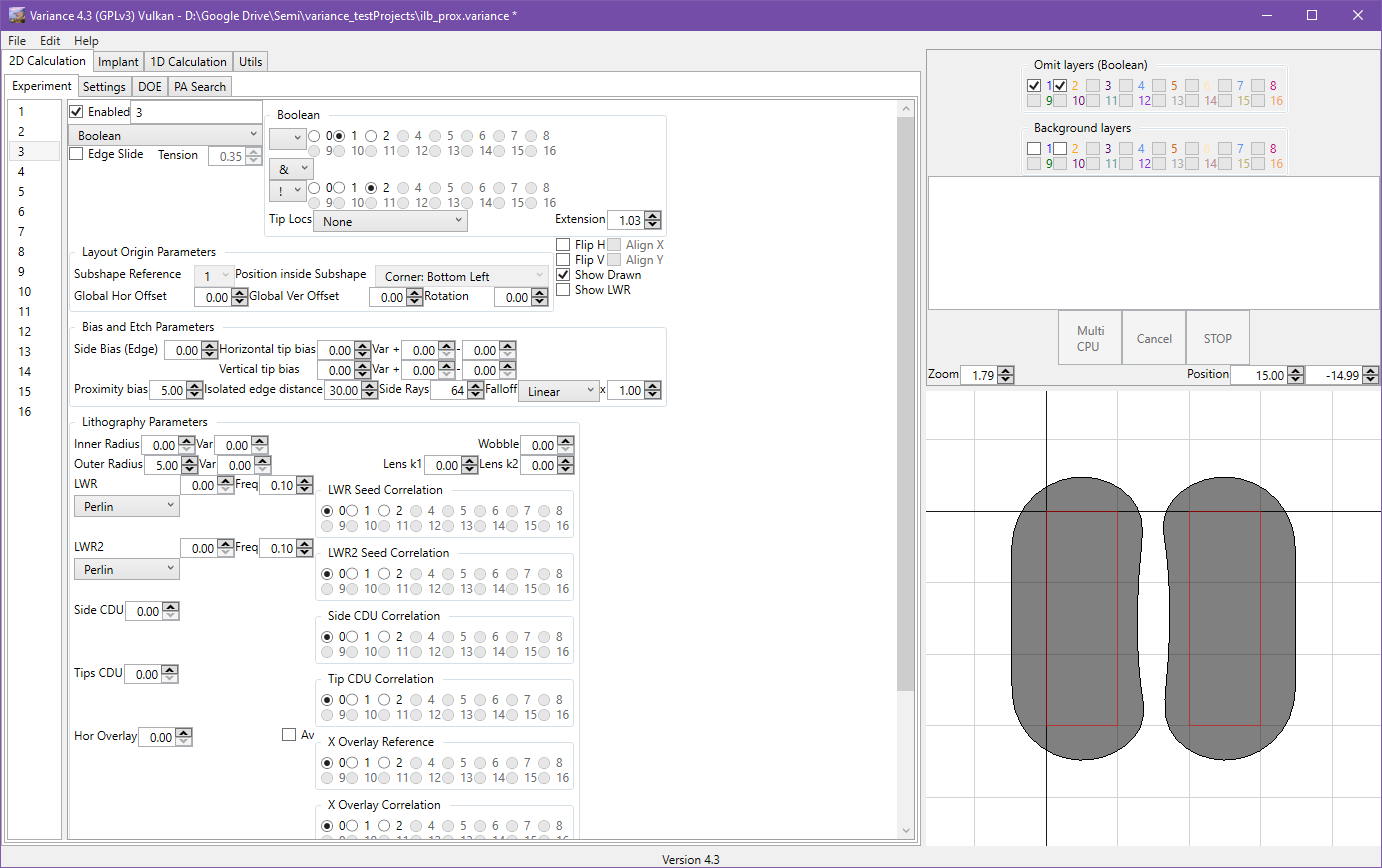 Variance 4.3 (GPLv3) Vulkan - D:\Google Drive\Semi\variance_testProjects\ilb_prox.variance *
File Edit Help
2D Calculation Implant 1D Calculation Utils
Experiment Settings DOE PA Search
1
2
3
4
5
6
7
8
9
10
11
12
13
14
15
16
Enabled 3
Boolean
Edge Slide Tension 0.35
Boolean
0 1 2 4 5 6 7 8
9 10 11 12 13 14 15 16
&
! 0 1 2 4 5 6 7 8
9 10 11 12 13 14 15 16
Tip Locs None Extension 1.03
Layout Origin Parameters
Subshape Reference 1 Position inside Subshape Corner: Bottom Left
Global Hor Offset 0.00 Global Ver Offset 0.00 Rotation 0.00
Flip H Align X
Flip V Align Y
Show Drawn
Show LWR
Bias and Etch Parameters
Side Bias (Edge) 0.00 Horizontal tip bias 0.00 Var + 0.00 - 0.00
Vertical tip bias 0.00 Var + 0.00 - 0.00
Proximity bias 5.00 Isolated edge distance 30.00 Side Rays 64 Falloff Linear x 1.00
Lithography Parameters
Inner Radius 0.00 Var 0.00 Wobble 0.00
Outer Radius 5.00 Var 0.00 Lens k1 0.00 Lens k2 0.00
LWR 0.00 Freq 0.10
Perlin
LWR Seed Correlation
0 1 2 4 5 6 7 8
9 10 11 12 13 14 15 16
LWR2 0.00 Freq 0.10
Perlin
LWR2 Seed Correlation
0 1 2 4 5 6 7 8
9 10 11 12 13 14 15 16
Side CDU 0.00
Side CDU Correlation
0 1 2 4 5 6 7 8
9 10 11 12 13 14 15 16
Tips CDU 0.00
Tip CDU Correlation
0 1 2 4 5 6 7 8
9 10 11 12 13 14 15 16
Hor Overlay 0.00 Av
X Overlay Reference
0 1 2 4 5 6 7 8
9 10 11 12 13 14 15 16
X Overlay Correlation
0 1 2 4 5 6 7 8
Omit layers (Boolean)
1 2 3 4 5 6 7 8
9 10 11 12 13 14 15 16
Background layers
1 2 3 4 5 6 7 8
9 10 11 12 13 14 15 16
Multi CPU
Cancel
STOP
Zoom 1.79 Position 15.00 -14.99
Version 4.3